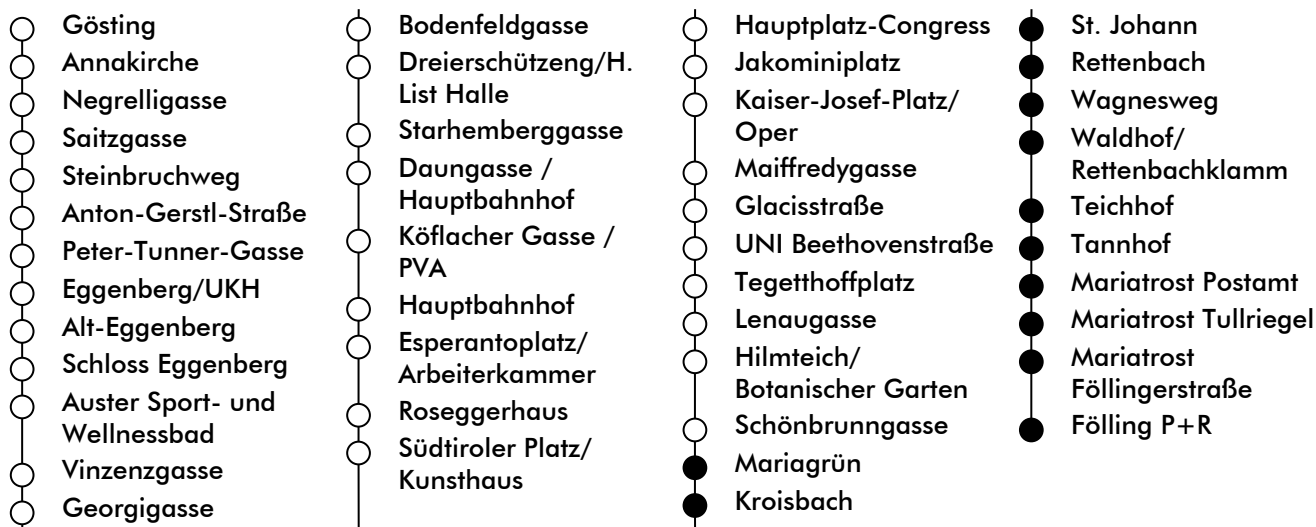 Gösting
Annakirche
Negrelligasse
Saitzgasse
Steinbruchweg
Anton-Gerstl-Straße
Peter-Tunner-Gasse
Eggenberg/UKH
Alt-Eggenberg
Schloss Eggenberg
Auster Sport- und
Wellnessbad
Vinzenzgasse
Georgigasse
Bodenfeldgasse
Dreierschützeng/H.
List Halle
Starhemberggasse
Daungasse /
Hauptbahnhof
Köflacher Gasse /
PVA
Hauptbahnhof
Esperantoplatz/
Arbeiterkammer
Roseggerhaus
Südtiroler Platz/
Kunsthaus
Hauptplatz-Congress
Jakominiplatz
Kaiser-Josef-Platz/
Oper
Maiffredygasse
Glacisstraße
UNI Beethovenstraße
Tegetthoffplatz
Lenaugasse
Hilmteich/
Botanischer Garten
Schönbrunngasse
Mariagrün
Kroisbach
St. Johann
Rettenbach
Wagnesweg
Waldhof/
Rettenbachklamm
Teichhof
Tannhof
Mariatrost Postamt
Mariatrost Tullriegel
Mariatrost
Föllingerstraße
Fölling P+R